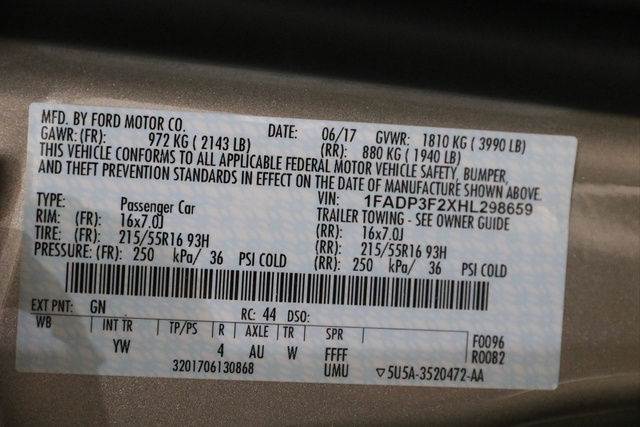 MFD. BY FORD MOTOR CO. DATE: 06/17 GVWR: 1810 KG ( 3990 LB)
GAWR: (FR): 972 KG ( 2143 LB) (RR): 880 KG ( 1940 LB)
THIS VEHICLE CONFORMS TO ALL APPLICABLE FEDERAL MOTOR VEHICLE SAFETY, BUMPER,
AND THEFT PREVENTION STANDARDS IN EFFECT ON THE DATE OF MANUFACTURE SHOWN ABOVE.
VIN: 1FADP3F2XHL298659
TYPE: Passenger Car TRAILER TOWING - SEE OWNER GUIDE
RIM: (FR): 16x7.0J (RR): 16x7.0J
TIRE: (FR): 215/55R16 93H (RR): 215/55R16 93H
PRESSURE: (FR): 250 kPa/ 36 PSI COLD (RR): 250 kPa/ 36 PSI COLD
EXT PNT: GN RC: 44 DSO:
WB INT TR TP/PS R AXLE TR SPR F0096
YW 4 AU W FFFF R0082
3201706130868 UMU ▽5U5A-3520472-AA